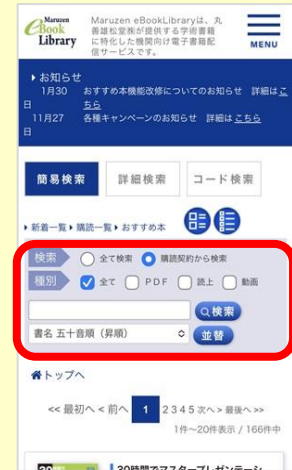 Maruzen
eBook
Library
Maruzen eBookLibraryは、丸
善雄松堂㈱が提供する学術書籍
に特化した機関向け電子書籍配
信サービスです。
MENU
お知らせ
1月30 おすすめ本機能改修についてのお知らせ 詳細はこ
日 ちら
11月27 各種キャンペーンのお知らせ 詳細はこちら
日
簡易検索 詳細検索 コード検索
新着一覧 購読一覧 おすすめ本
検索 全て検索 購読契約から検索
種別 全て PDF 読上 動画
検索
書名 五十音順（昇順） 並替
トップへ
<< 最初へ < 前へ 1 2 3 4 5 次へ > 最後へ >>
1件～20件表示 / 166件中
30時間でマスタープレゼンテーシ